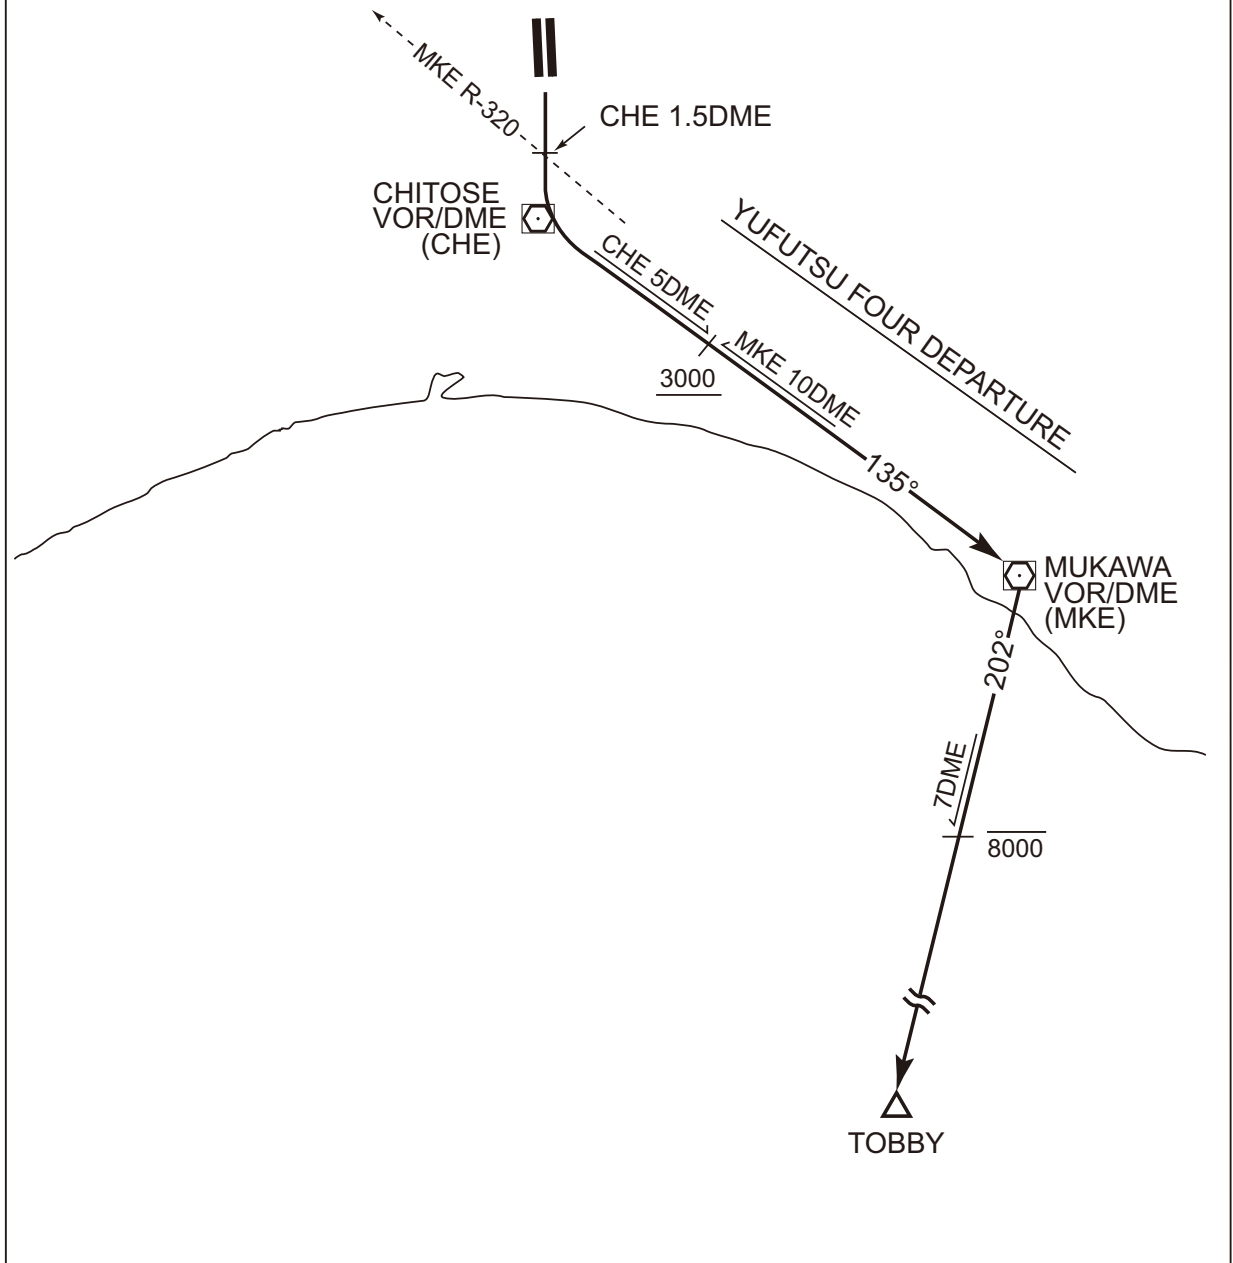 MKE R-320
CHE 1.5DME
CHITOSE
VOR/DME
(CHE)
YUFUTSU FOUR DEPARTURE
CHE 5DME
MKE 10DME
3000
135°
MUKAWA
VOR/DME
(MKE)
202°
7DME
8000
TOBBY